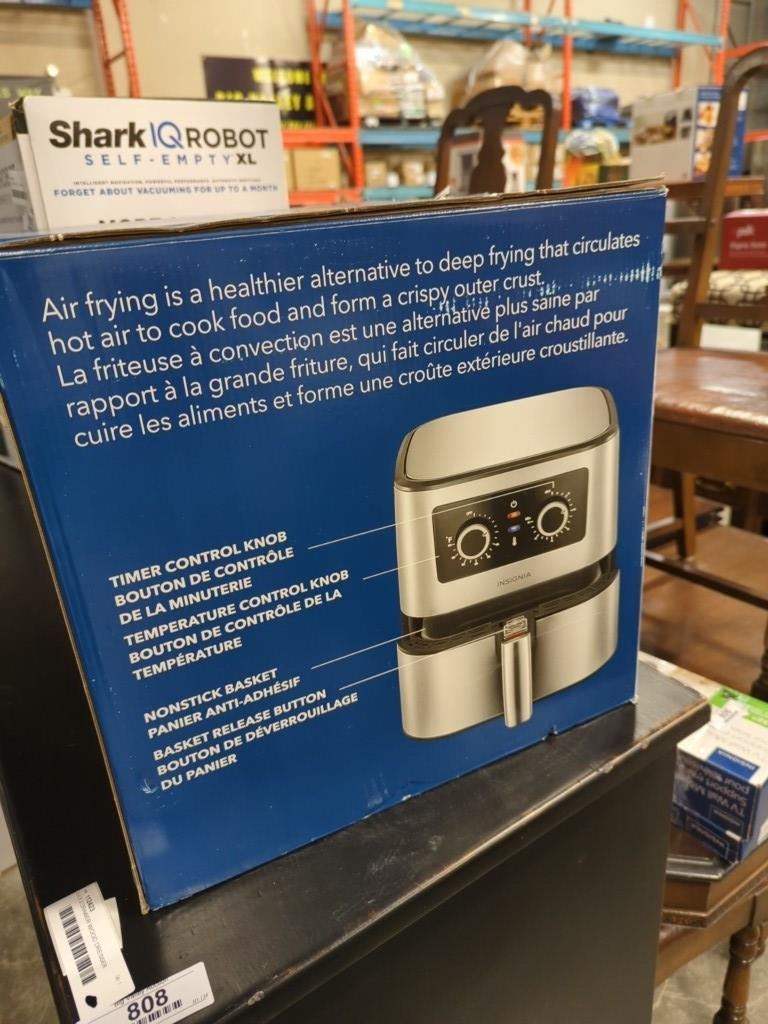 Shark IQ ROBOT
SELF-EMPTY XL
FORGET ABOUT VACUUMING FOR UP TO A MONTH
Air frying is a healthier alternative to deep frying that circulates
hot air to cook food and form a crispy outer crust.
La friteuse à convection est une alternative plus saine par
rapport à la grande friture, qui fait circuler de l'air chaud pour
cuire les aliments et forme une croûte extérieure croustillante.
TIMER CONTROL KNOB
BOUTON DE CONTRÔLE
DE LA MINUTERIE
TEMPERATURE CONTROL KNOB
BOUTON DE CONTRÔLE DE LA
TEMPÉRATURE
NONSTICK BASKET
PANIER ANTI-ADHÉSIF
BASKET RELEASE BUTTON
BOUTON DE DÉVERROUILLAGE
DU PANIER
INSIGNIA
INSIGNIA
TV Wall
Support
pour
808